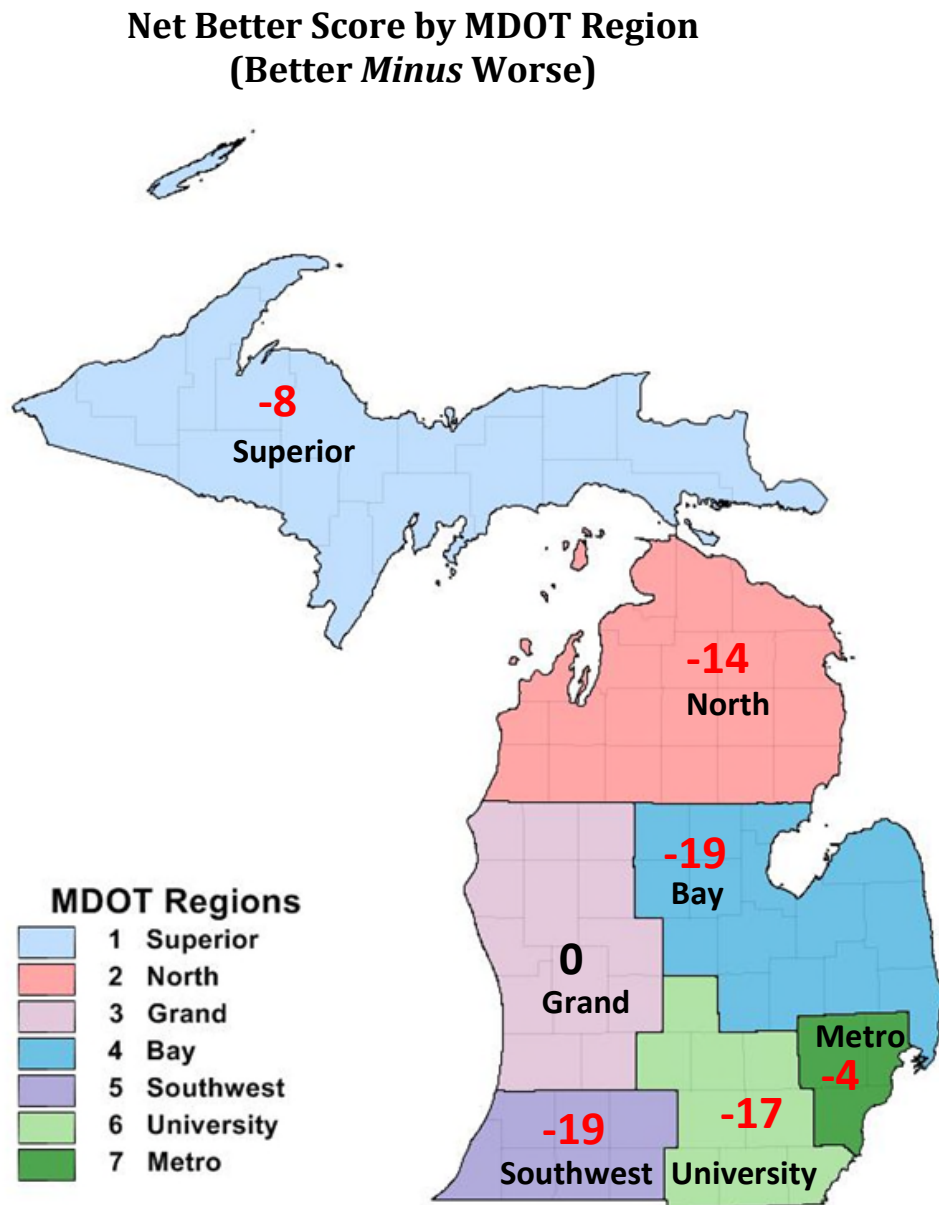 Net Better Score by MDOT Region
(Better Minus Worse)
-8
Superior
-14
North
-19
Bay
0
Grand
Metro
-4
-19
Southwest
-17
University
MDOT Regions
1 Superior
2 North
3 Grand
4 Bay
5 Southwest
6 University
7 Metro